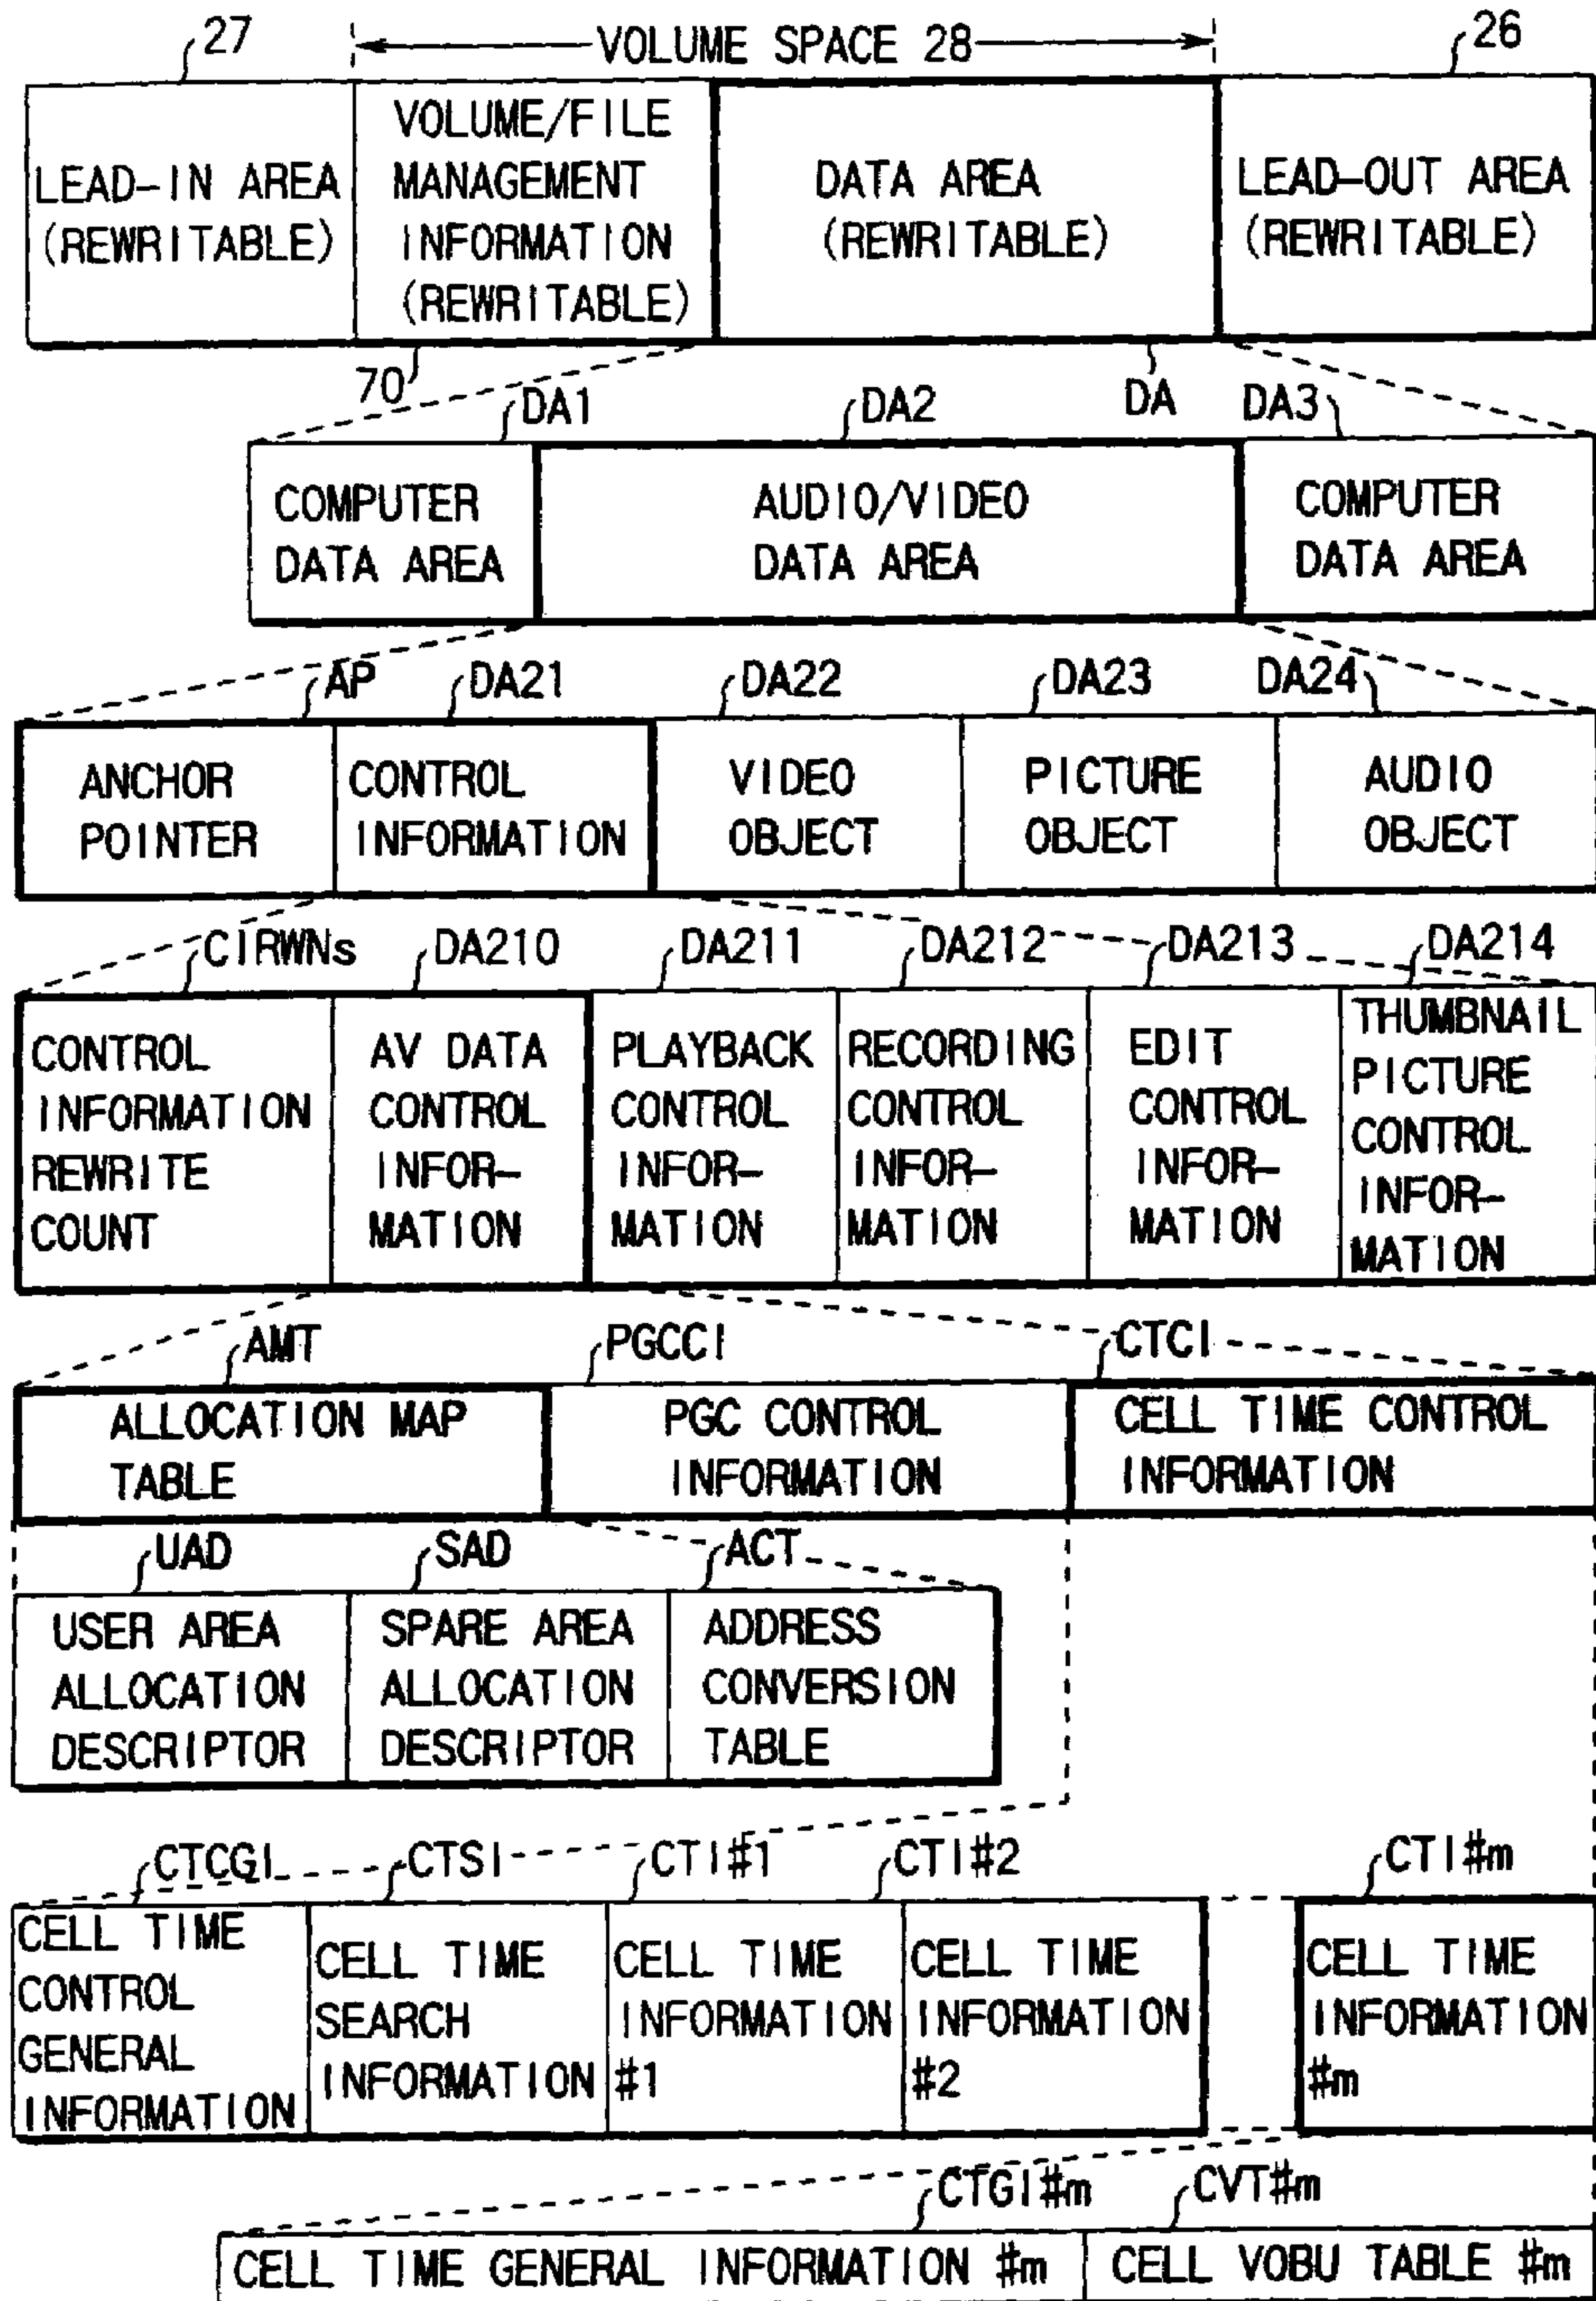 27
VOLUME SPACE 28
26
LEAD-IN AREA
(REWRITABLE)
VOLUME/FILE
MANAGEMENT
INFORMATION
(REWRITABLE)
DATA AREA
(REWRITABLE)
LEAD-OUT AREA
(REWRITABLE)
70
DA1
DA2
DA
DA3
COMPUTER
DATA AREA
AUDIO/VIDEO
DATA AREA
COMPUTER
DATA AREA
AP
DA21
DA22
DA23
DA24
ANCHOR
POINTER
CONTROL
INFORMATION
VIDEO
OBJECT
PICTURE
OBJECT
AUDIO
OBJECT
CIRWNs
DA210
DA211
DA212
DA213
DA214
CONTROL
INFORMATION
REWRITE
COUNT
AV DATA
CONTROL
INFOR-
MATION
PLAYBACK
CONTROL
INFOR-
MATION
RECORDING
CONTROL
INFOR-
MATION
EDIT
CONTROL
INFOR-
MATION
THUMBNAIL
PICTURE
CONTROL
INFOR-
MATION
AMT
PGCCI
CTCI
ALLOCATION MAP
TABLE
PGC CONTROL
INFORMATION
CELL TIME CONTROL
INFORMATION
UAD
SAD
ACT
USER AREA
ALLOCATION
DESCRIPTOR
SPARE AREA
ALLOCATION
DESCRIPTOR
ADDRESS
CONVERSION
TABLE
CTCGI
CTSI
CTI#1
CTI#2
CTI#m
CELL TIME
CONTROL
GENERAL
INFORMATION
CELL TIME
SEARCH
INFORMATION
CELL TIME
INFORMATION
#1
CELL TIME
INFORMATION
#2
CELL TIME
INFORMATION
#m
CTGI#m
CVT#m
CELL TIME GENERAL INFORMATION #m
CELL VOBU TABLE #m